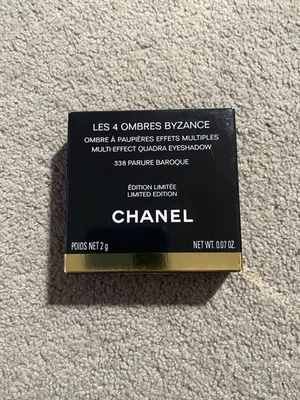 LES 4 OMBRES BYZANCE
OMBRE À PAUPIÈRES EFFETS MULTIPLES
MULTI-EFFECT QUADRA EYESHADOW
338 PARURE BAROQUE
ÉDITION LIMITÉE
LIMITED EDITION
CHANEL
POIDS NET 2 g NET WT. 0.07 OZ.